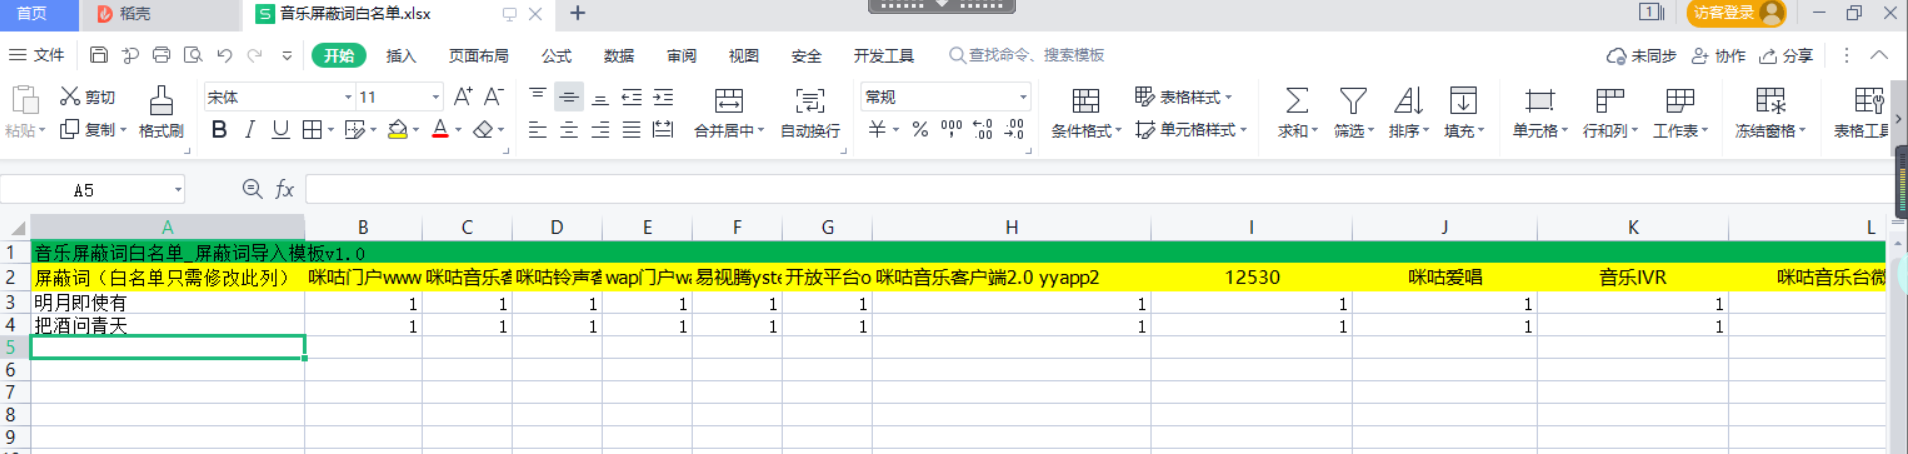 首页 稻壳 S 音乐屏蔽词白名单.xlsx + 1 访客登录
文件 开始 插入 页面布局 公式 数据 审阅 视图 安全 开发工具 查找命令、搜索模板 未同步 协作 分享
粘贴 剪切 复制 格式刷 宋体 11 A+ A- 合并居中 自动换行 常规 条件格式 表格样式 单元格样式 求和 筛选 排序 填充 单元格 行和列 工作表 冻结窗格 表格工具
B I U A ¥ % 000 .00 .00 .0
A5 fx
A B C D E F G H I J K L
1 音乐屏蔽词白名单_屏蔽词导入模板v1.0
2 屏蔽词（白名单只需修改此列） 咪咕门户www 咪咕音乐客 咪咕铃声客 wap门户wa 易视腾yste 开放平台o 咪咕音乐客户端2.0 yyapp2 12530 咪咕爱唱 音乐IVR 咪咕音乐台微
3 明月即使有 1 1 1 1 1 1 1 1 1 1
4 把酒问青天 1 1 1 1 1 1 1 1 1 1
5
6
7
8
9